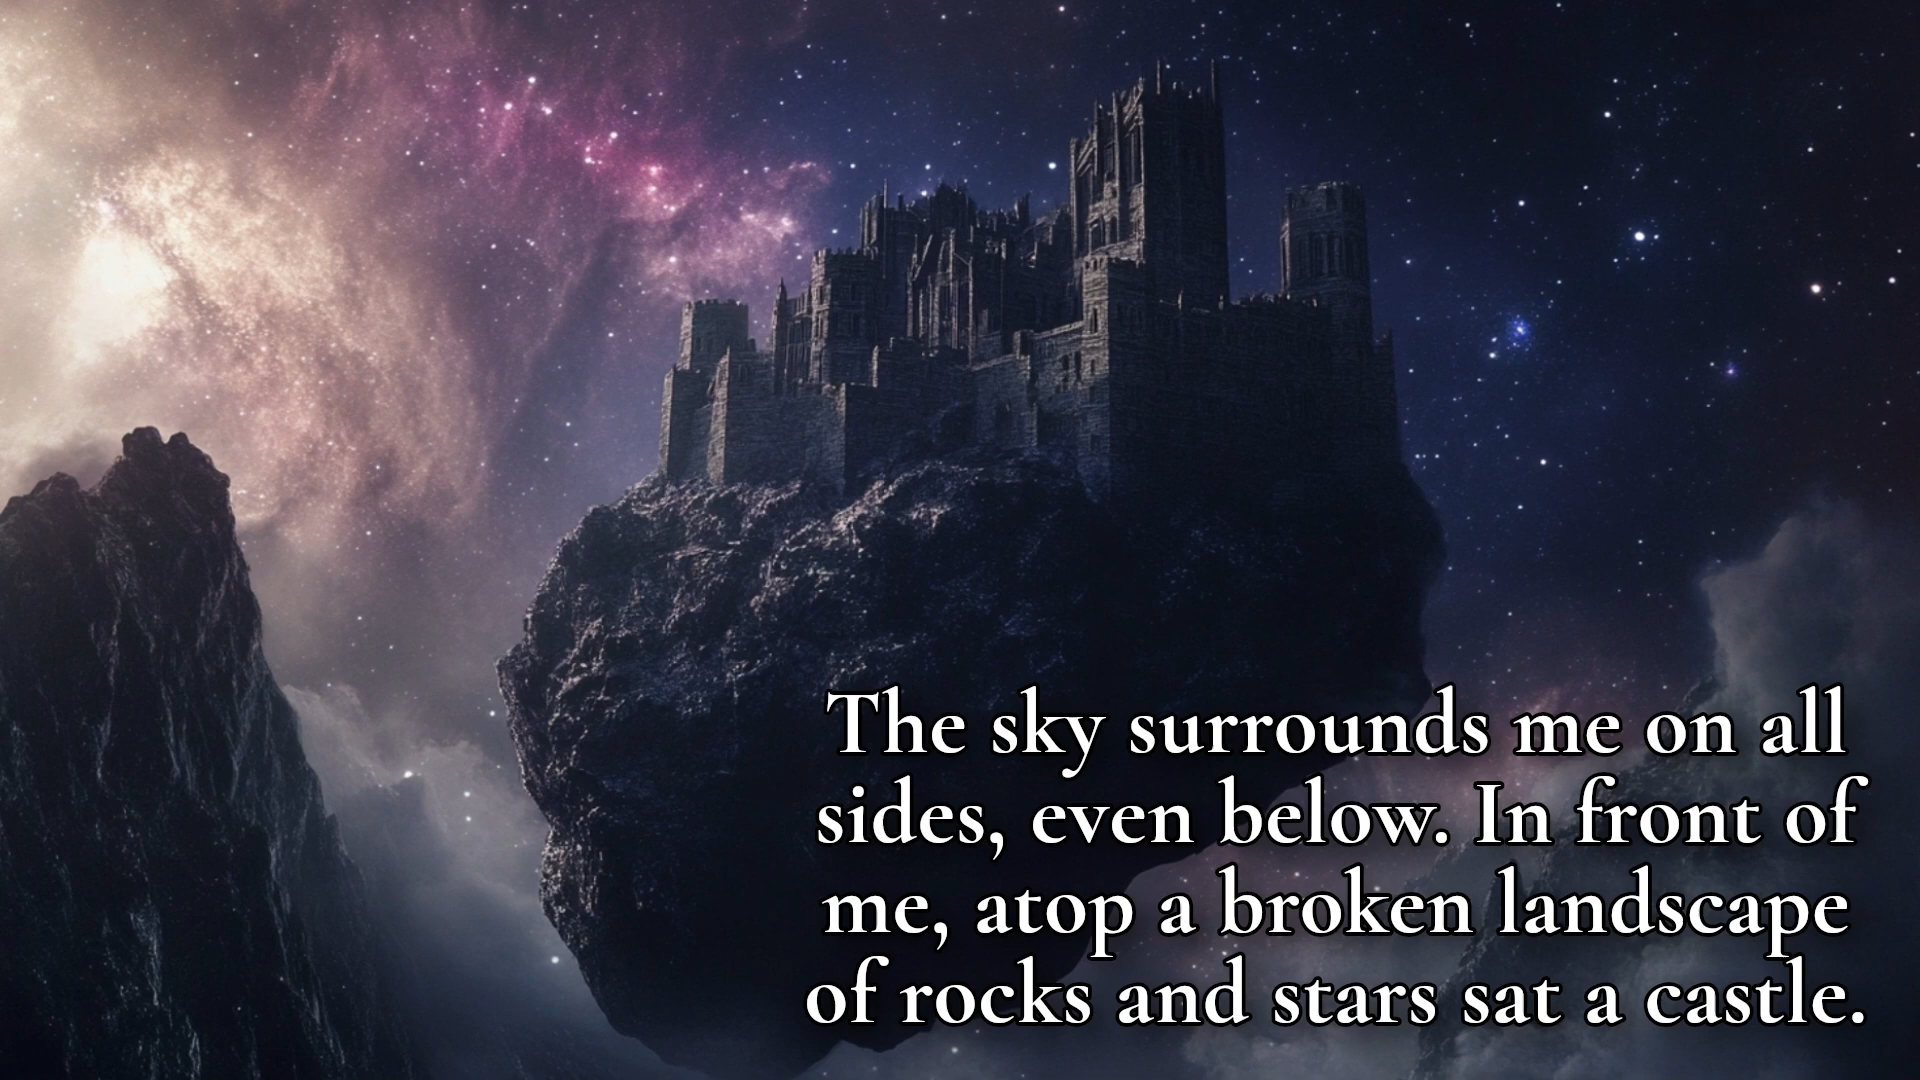 The sky surrounds me on all
sides, even below. In front of
me, atop a broken landscape
of rocks and stars sat a castle.